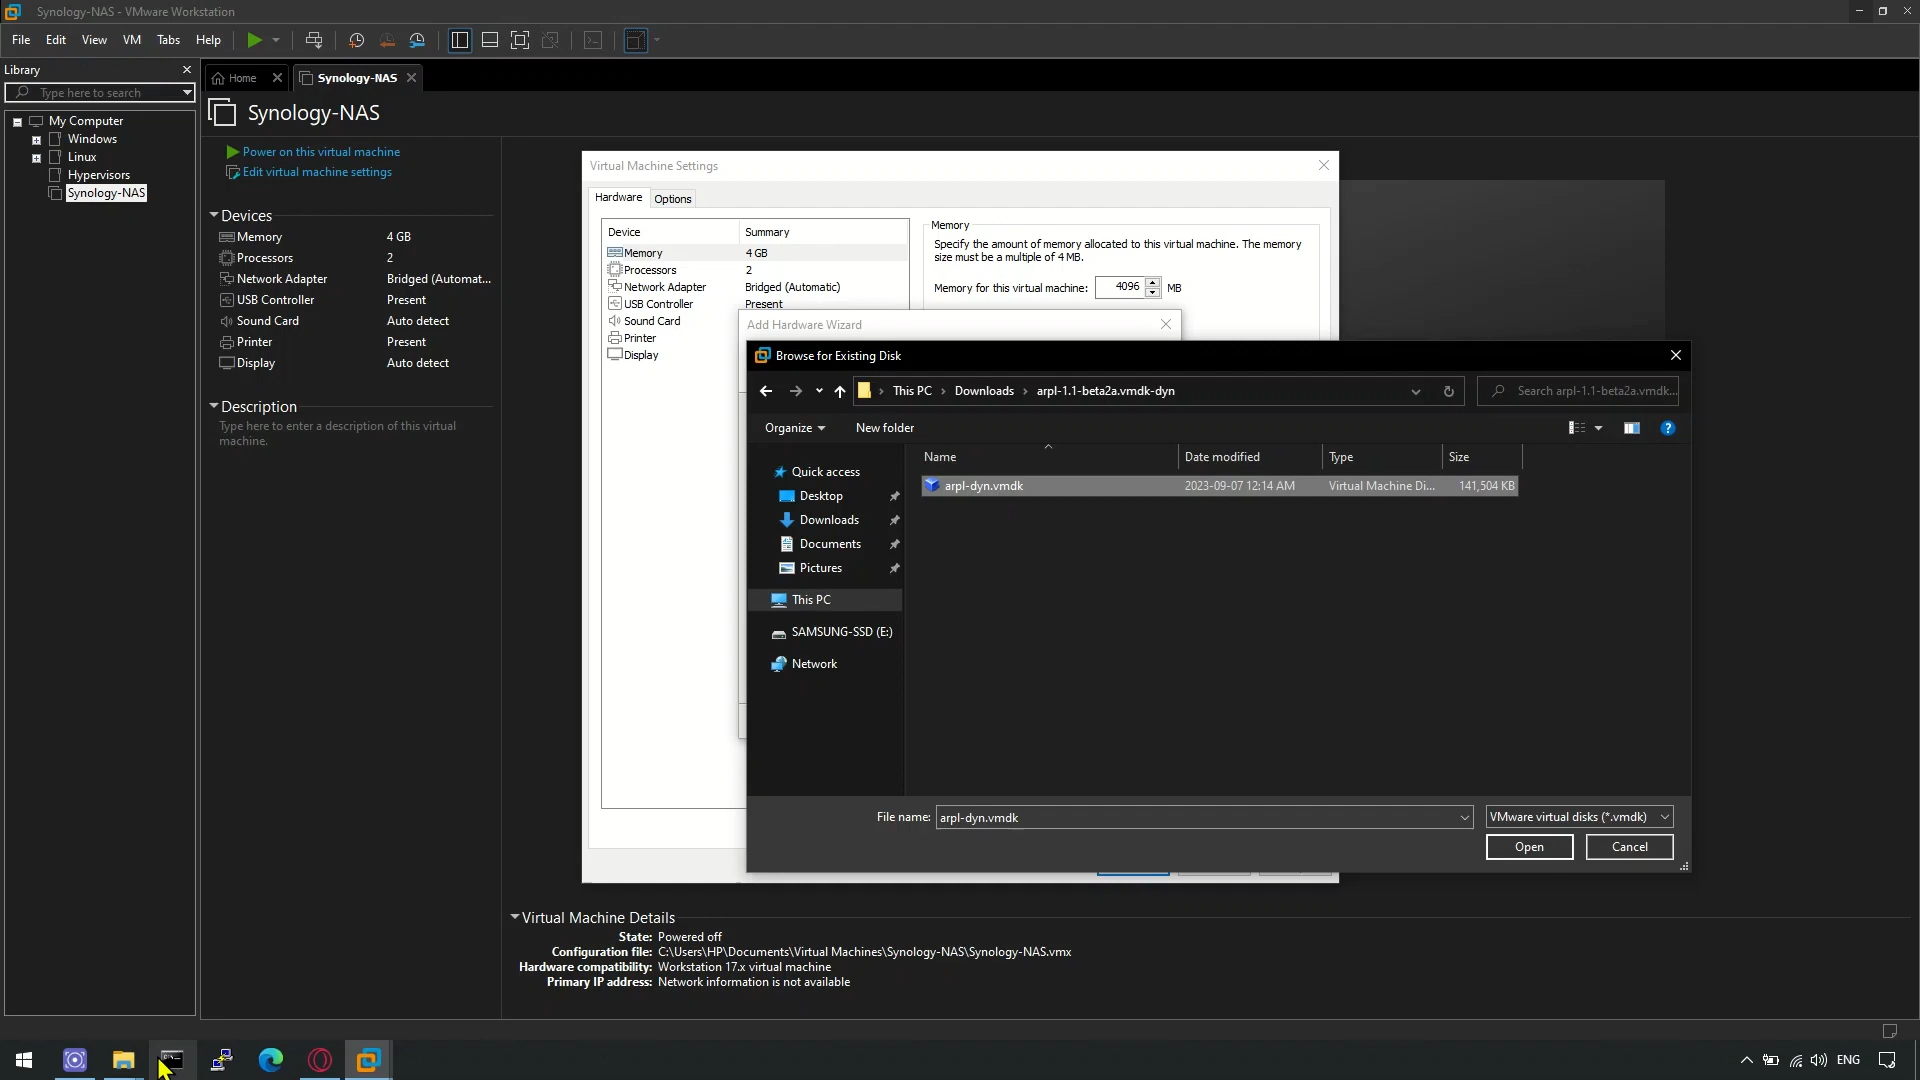 Synology-NAS - VMware Workstation
File Edit View VM Tabs Help
Library
Type here to search
My Computer
Windows
Linux
Hypervisors
Synology-NAS
Home
Synology-NAS
Synology-NAS
Power on this virtual machine
Edit virtual machine settings
Devices
Memory 4 GB
Processors 2
Network Adapter Bridged (Automat...
USB Controller Present
Sound Card Auto detect
Printer Present
Display Auto detect
Description
Type here to enter a description of this virtual
machine.
Virtual Machine Settings
Hardware Options
Device Summary
Memory 4 GB
Processors 2
Network Adapter Bridged (Automatic)
USB Controller Present
Sound Card
Printer
Display
Memory
Specify the amount of memory allocated to this virtual machine. The memory
size must be a multiple of 4 MB.
Memory for this virtual machine: 4096 MB
Add Hardware Wizard
Browse for Existing Disk
This PC Downloads arpl-1.1-beta2a.vmdk-dyn
Search arpl-1.1-beta2a.vmdk...
Organize New folder
?
Name Date modified Type Size
arpl-dyn.vmdk 2023-09-07 12:14 AM Virtual Machine Di... 141,504 KB
Quick access
Desktop
Downloads
Documents
Pictures
This PC
SAMSUNG-SSD (E:)
Network
File name: arpl-dyn.vmdk VMware virtual disks (*.vmdk)
Open Cancel
Virtual Machine Details
State: Powered off
Configuration file: C:\Users\HP\Documents\Virtual Machines\Synology-NAS\Synology-NAS.vmx
Hardware compatibility: Workstation 17.x virtual machine
Primary IP address: Network information is not available
ENG